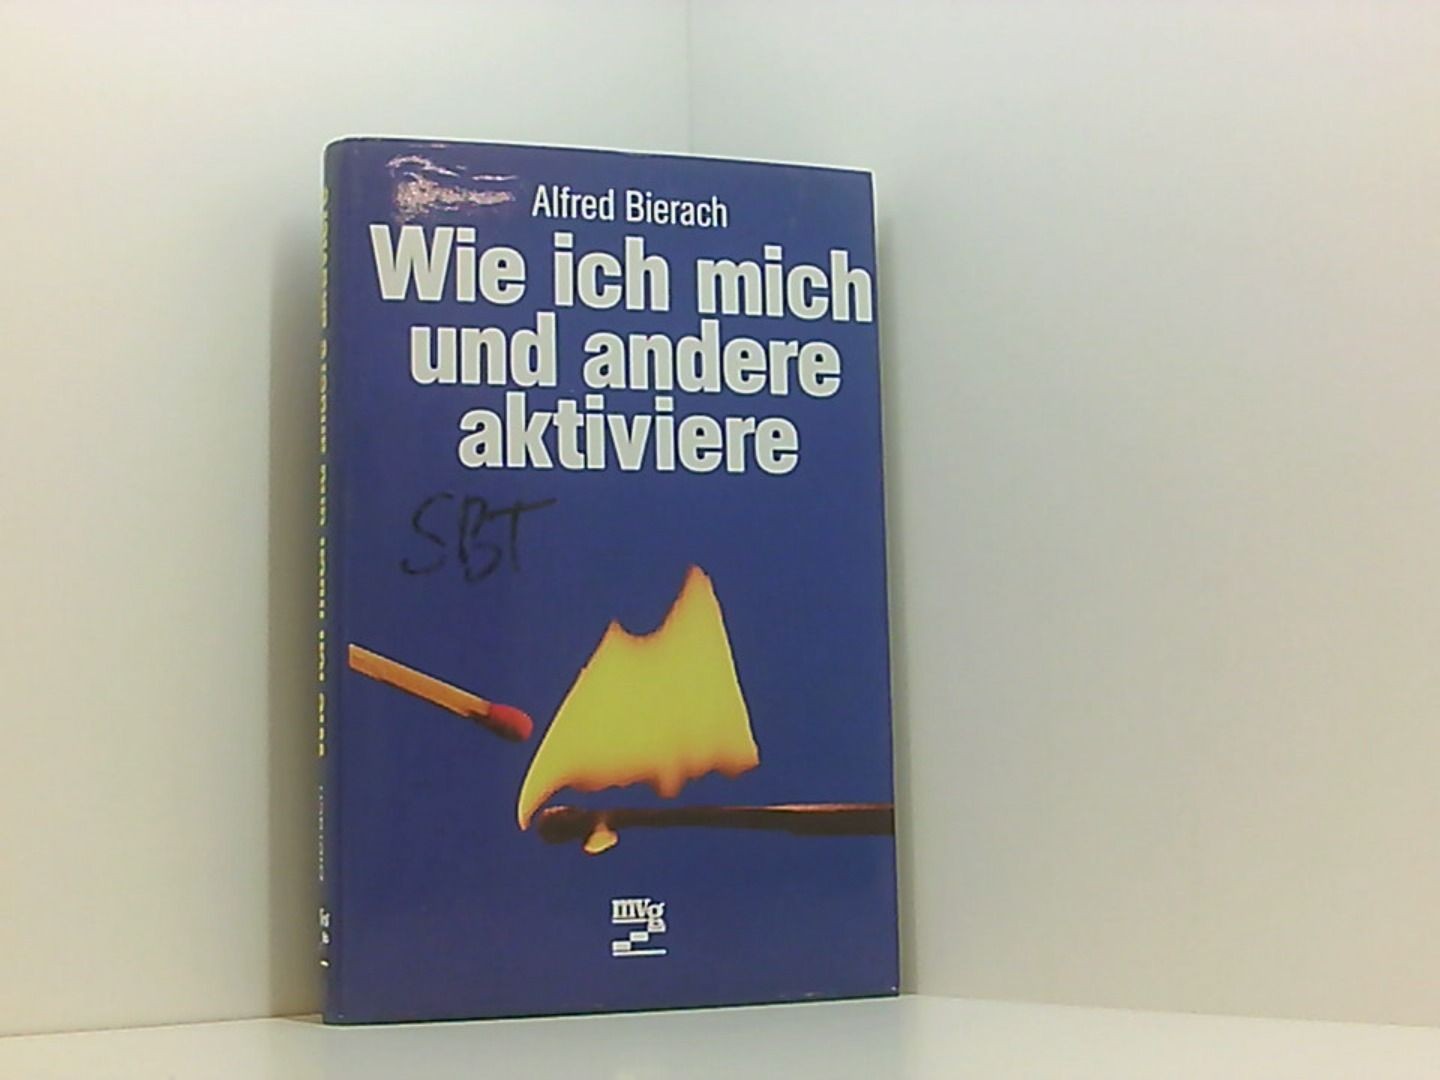 Alfred Bierach
Wie ich mich
und andere
aktiviere
SBT
mvg